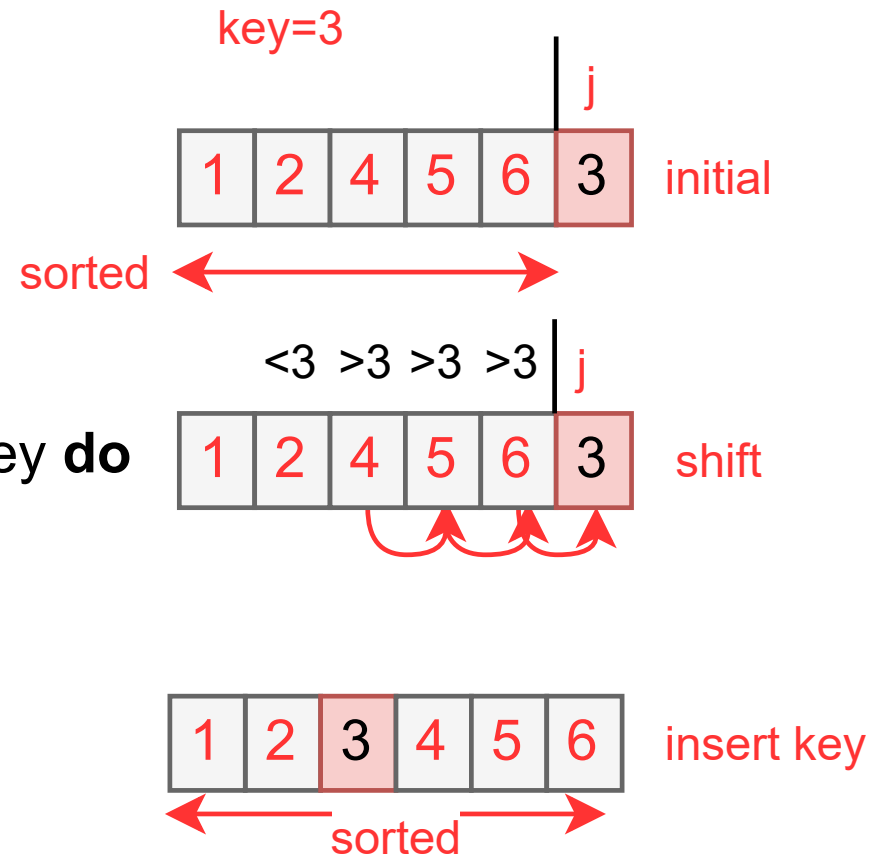 key=3
j
1 2 4 5 6 3 initial
sorted
<3 >3 >3 >3 j
ey do
1 2 4 5 6 3 shift
1 2 3 4 5 6 insert key
sorted